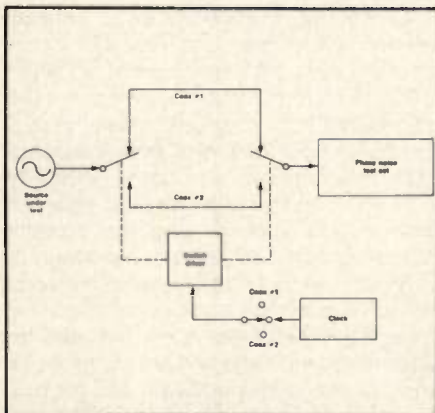 Coax #1
Source
under
test
Phase noise
test set
Coax #2
Switch
driver
Coax #1
Clock
Coax #2